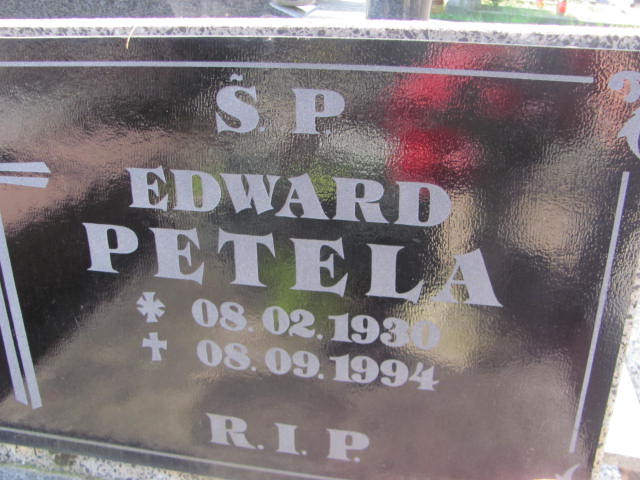 Ś. P
EDWARD
PETELA
* 08.02.1930
✝ 08.09.1994
R.I.P.